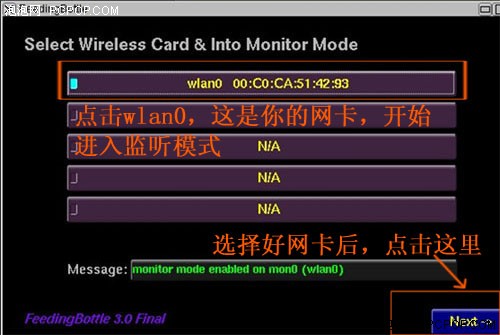 泡泡网-PCPOP.COM
FeedingBottle
Select Wireless Card & Into Monitor Mode
wlan0 00:C0:CA:51:42:93
点击wlan0，这是你的网卡，开始
进入监听模式
N/A
N/A
N/A
选择好网卡后，点击这里
Message: monitor mode enabled on mon0 (wlan0)
FeedingBottle 3.0 Final
Next ->